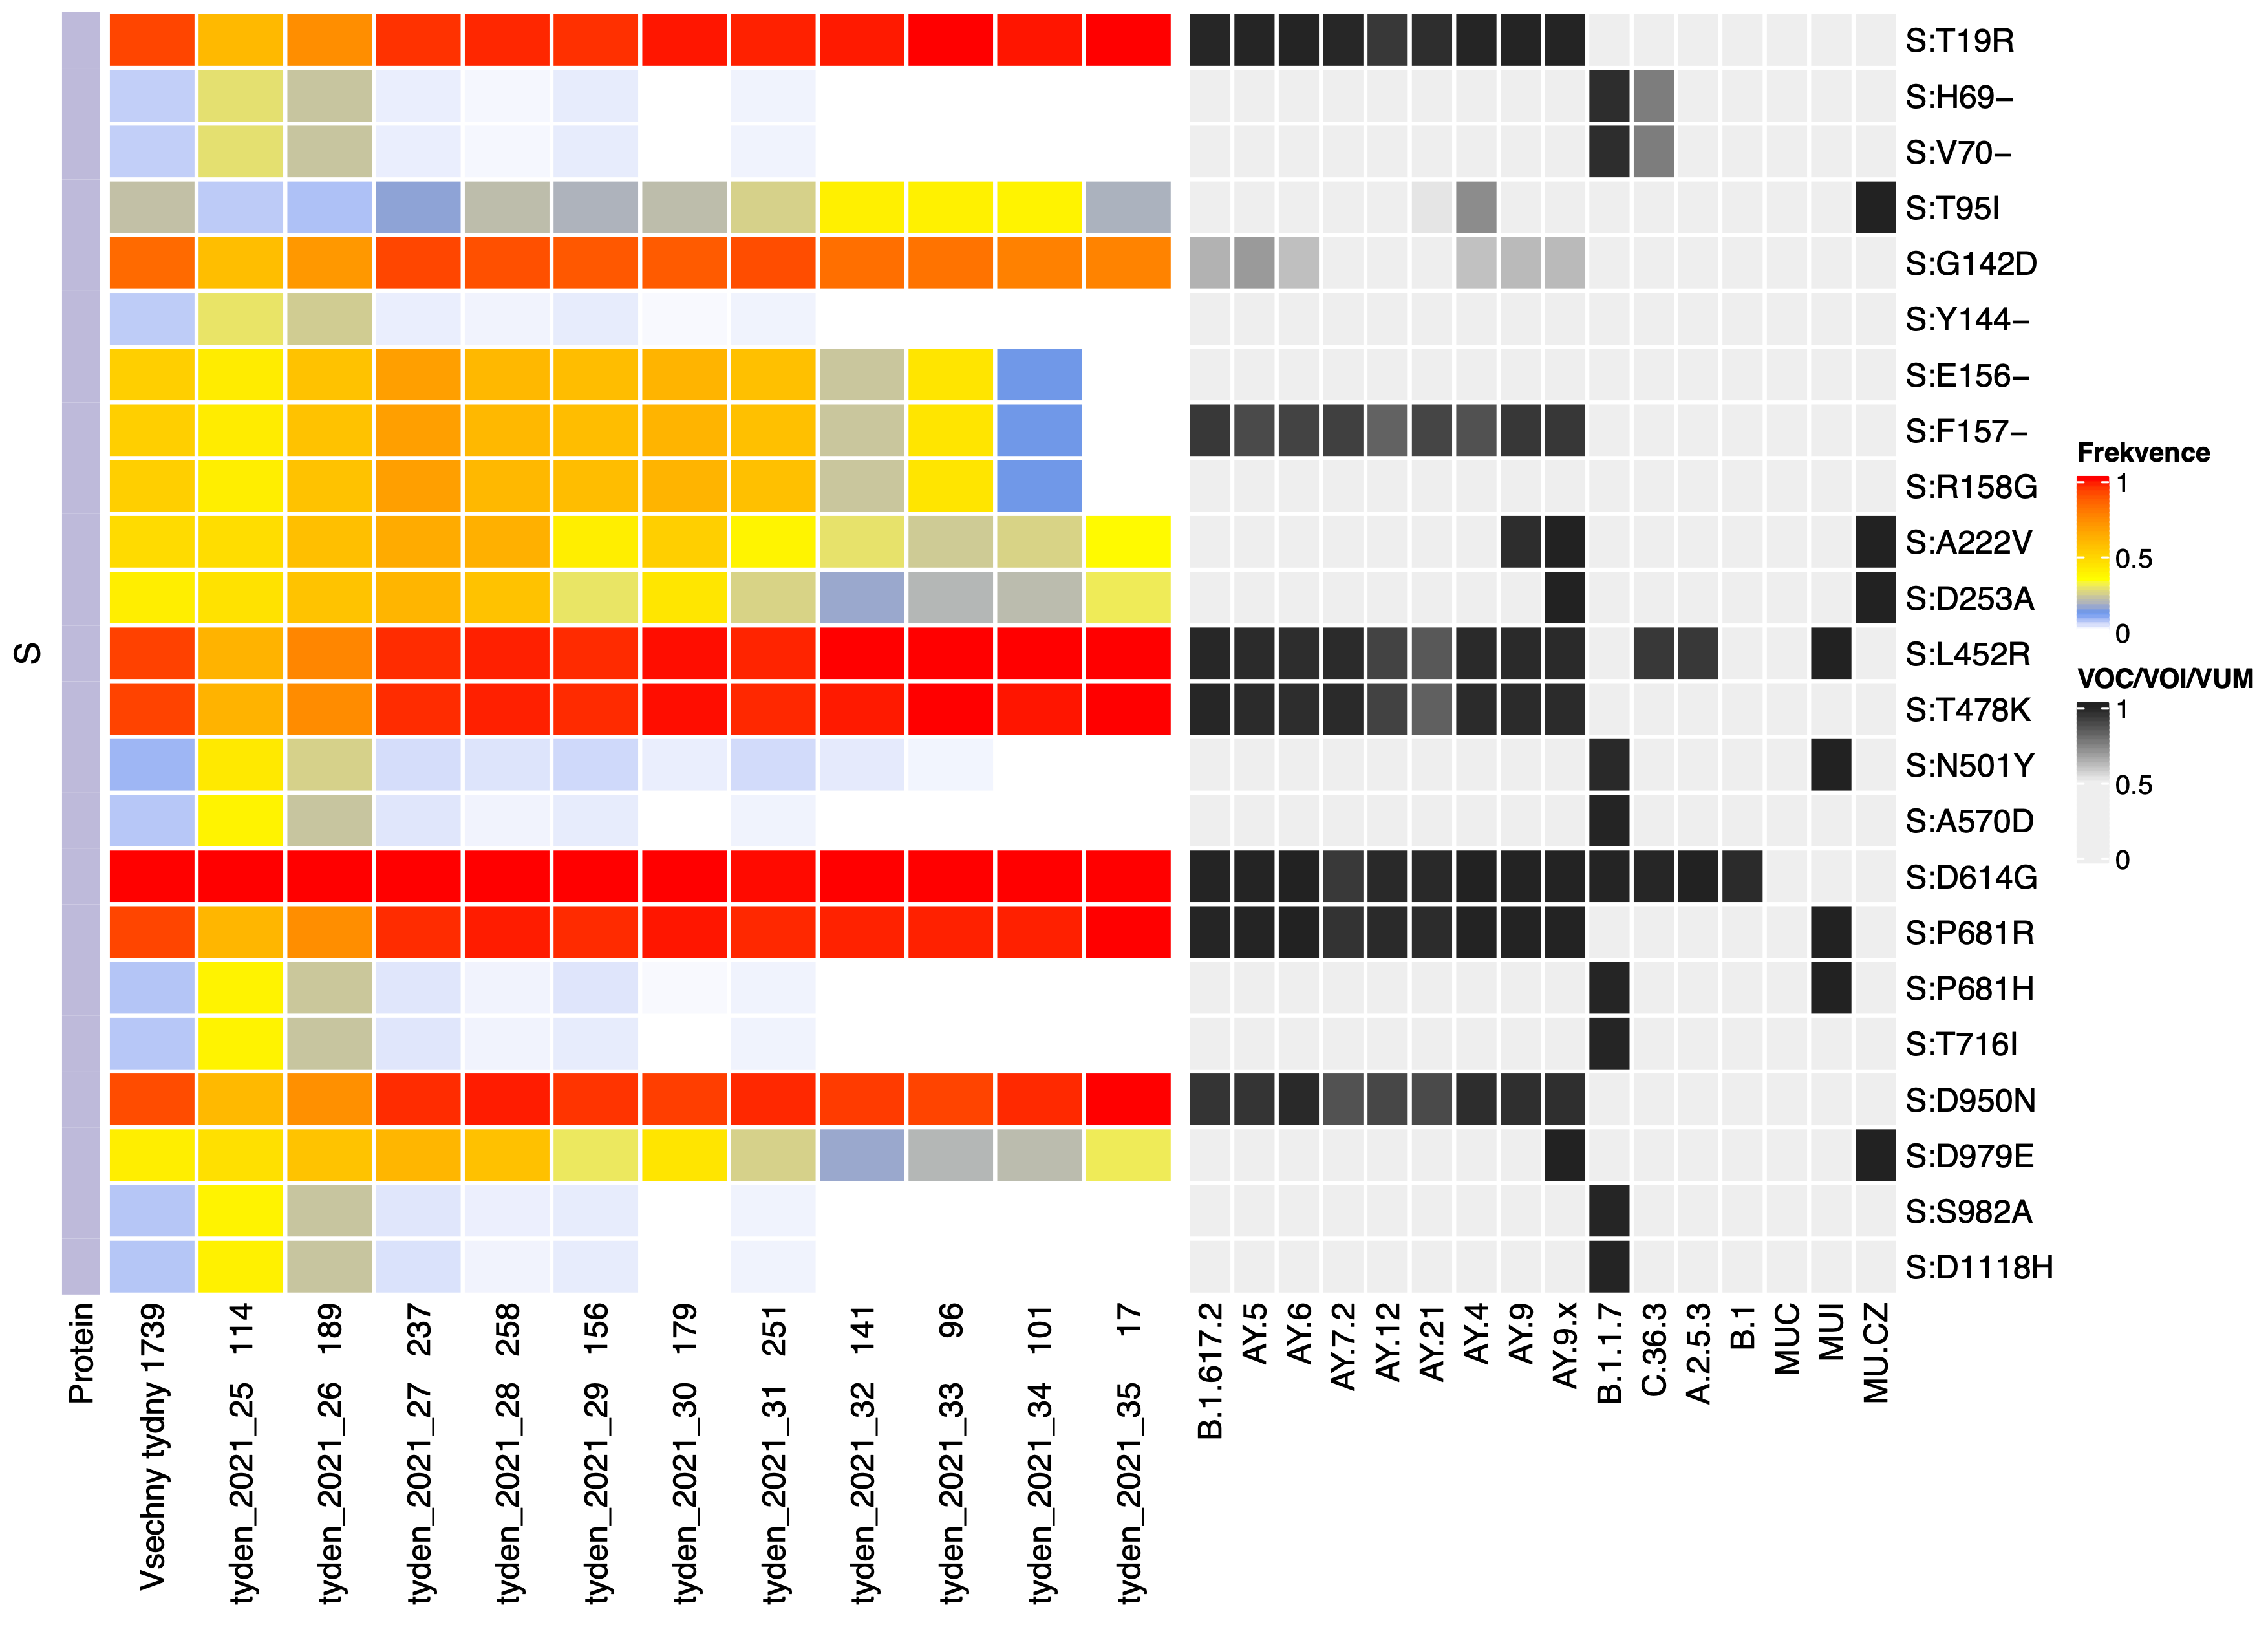 S
S:T19R
S:H69−
S:V70−
S:T95I
S:G142D
S:Y144−
S:E156−
S:F157−
S:R158G
S:A222V
S:D253A
S:L452R
S:T478K
S:N501Y
S:A570D
S:D614G
S:P681R
S:P681H
S:T716I
S:D950N
S:D979E
S:S982A
S:D1118H
Protein
Vsechny tydny 1739
tyden_2021_25 114
tyden_2021_26 189
tyden_2021_27 237
tyden_2021_28 258
tyden_2021_29 156
tyden_2021_30 179
tyden_2021_31 251
tyden_2021_32 141
tyden_2021_33 96
tyden_2021_34 101
tyden_2021_35 17
B.1.617.2
AY.5
AY.6
AY.7.2
AY.12
AY.21
AY.4
AY.9
AY.9.x
B.1.1.7
C.36.3
A.2.5.3
B.1
MUC
MUI
MU.CZ
Frekvence
1
0.5
0
VOC/VOI/VUM
1
0.5
0